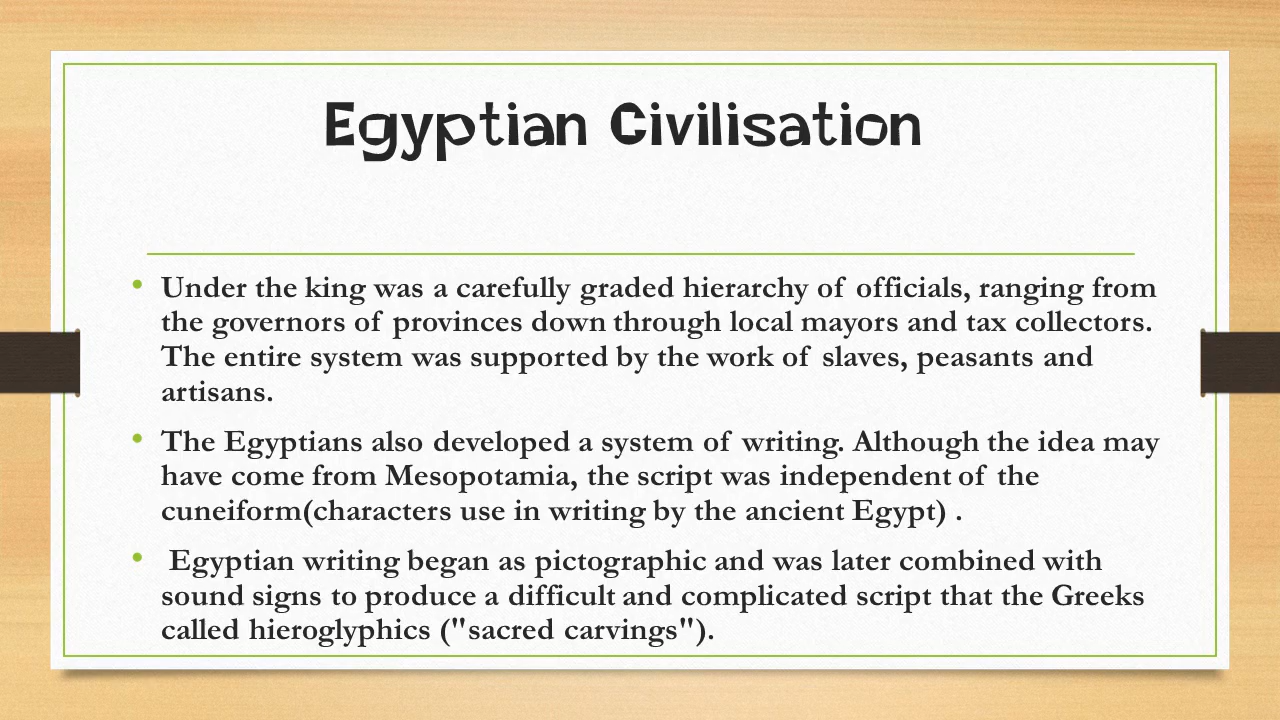 Egyptian Civilisation
• Under the king was a carefully graded hierarchy of officials, ranging from
the governors of provinces down through local mayors and tax collectors.
The entire system was supported by the work of slaves, peasants and
artisans.
• The Egyptians also developed a system of writing. Although the idea may
have come from Mesopotamia, the script was independent of the
cuneiform(characters use in writing by the ancient Egypt) .
• Egyptian writing began as pictographic and was later combined with
sound signs to produce a difficult and complicated script that the Greeks
called hieroglyphics ("sacred carvings").